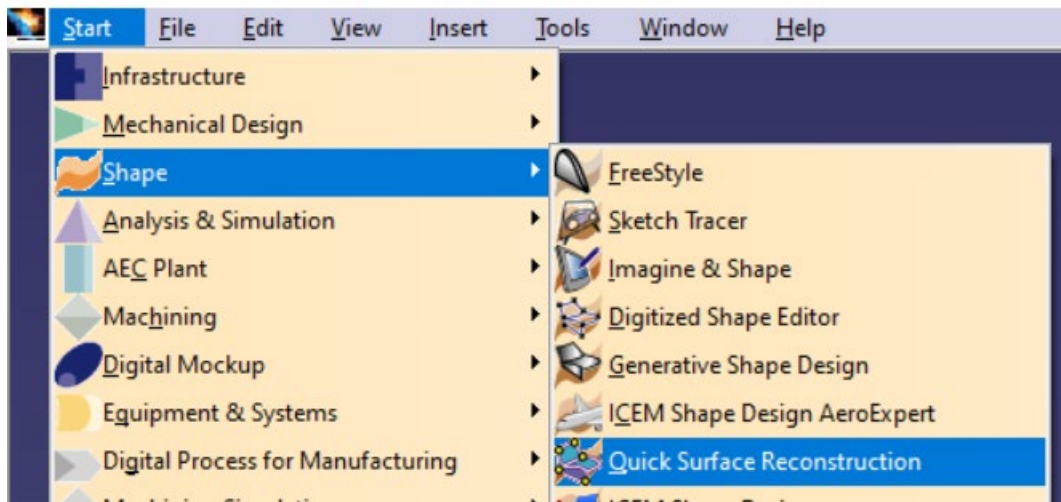 Start File Edit View Insert Tools Window Help
Infrastructure
Mechanical Design
Shape
Analysis & Simulation
AEC Plant
Machining
Digital Mockup
Equipment & Systems
Digital Process for Manufacturing
FreeStyle
Sketch Tracer
Imagine & Shape
Digitized Shape Editor
Generative Shape Design
ICEM Shape Design AeroExpert
Quick Surface Reconstruction